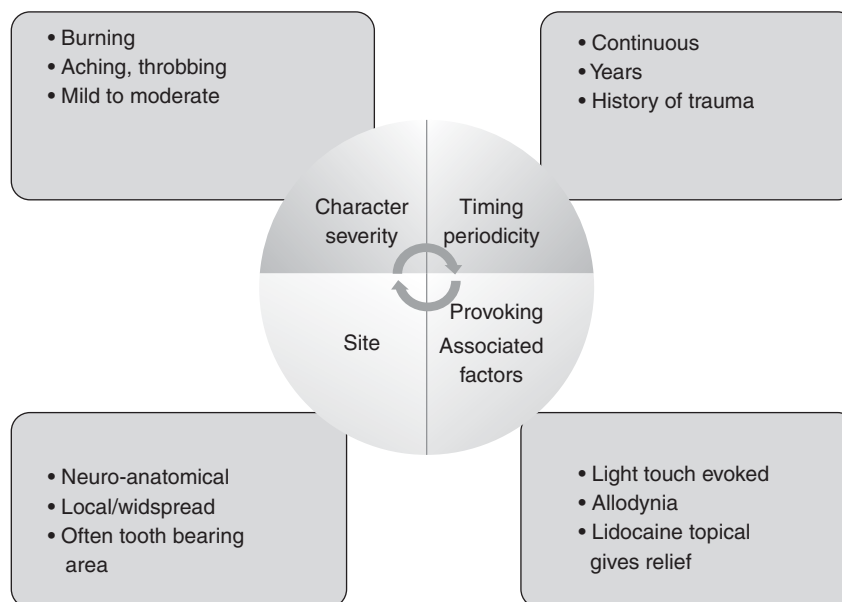 • Burning
• Aching, throbbing
• Mild to moderate
• Continuous
• Years
• History of trauma
Character
severity
Timing
periodicity
Site
Provoking
Associated
factors
• Neuro-anatomical
• Local/widspread
• Often tooth bearing
area
• Light touch evoked
• Allodynia
• Lidocaine topical
gives relief